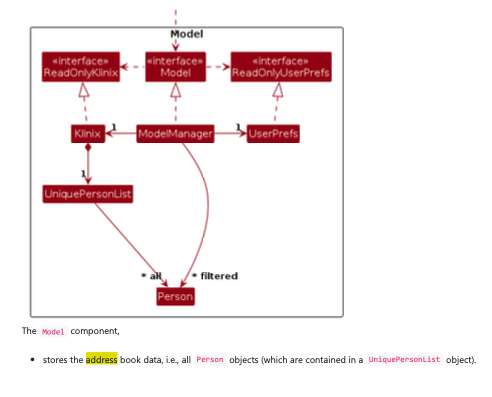 Model
«interface»
ReadOnlyKlinix
«interface»
Model
«interface»
ReadOnlyUserPrefs
Klinix
1
ModelManager
1
UserPrefs
1
UniquePersonList
* all
* filtered
Person
The Model component,
• stores the address book data, i.e., all Person objects (which are contained in a UniquePersonList object).